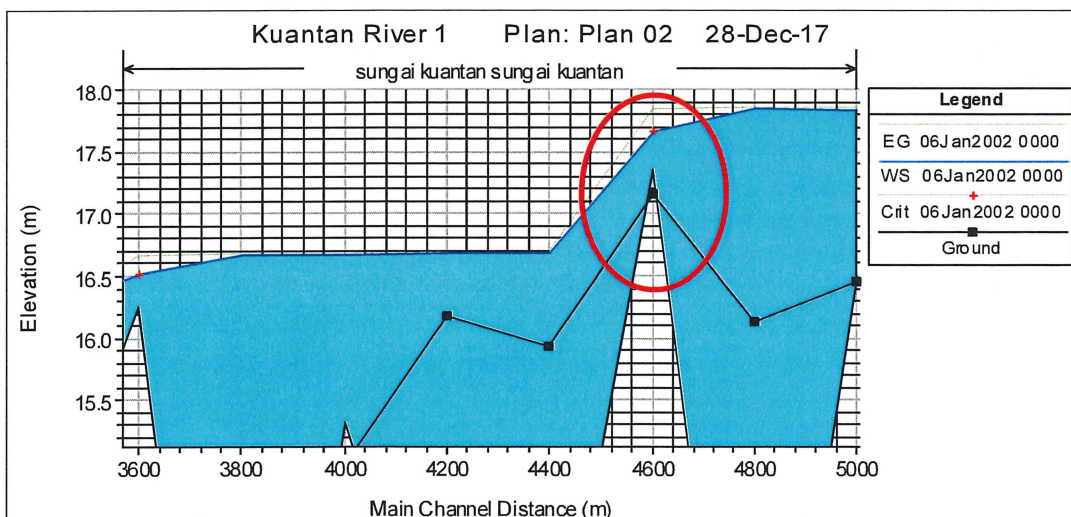 Kuantan River 1 Plan: Plan 02 28-Dec-17
sungai kuantan sungai kuantan
18.0
17.5
17.0
16.5
16.0
15.5
Elevation (m)
3600 3800 4000 4200 4400 4600 4800 5000
Main Channel Distance (m)
Legend
EG 06Jan2002 0000
WS 06Jan2002 0000
Crit 06Jan2002 0000
Ground